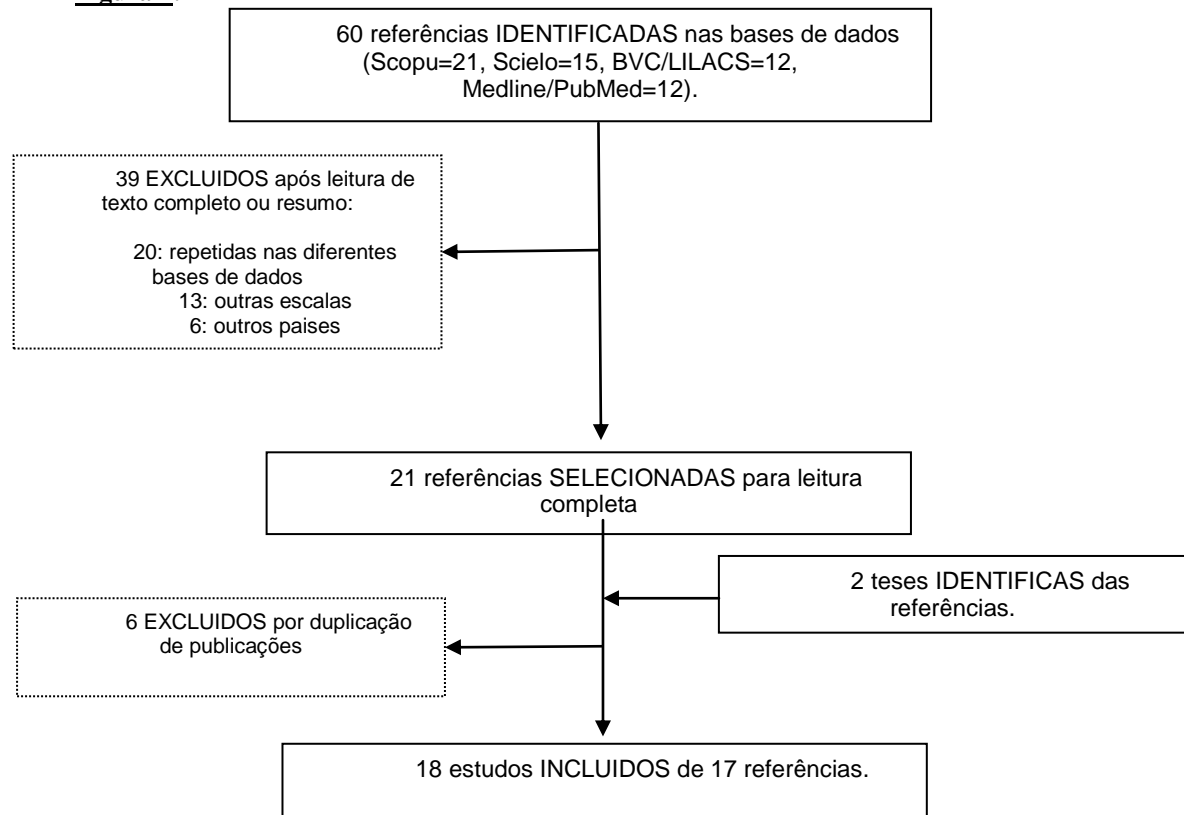 60 referências IDENTIFICADAS nas bases de dados
(Scopu=21, Scielo=15, BVC/LILACS=12,
Medline/PubMed=12).
39 EXCLUIDOS após leitura de
texto completo ou resumo:
20: repetidas nas diferentes
bases de dados
13: outras escalas
6: outros paises
21 referências SELECIONADAS para leitura
completa
2 teses IDENTIFICAS das
referências.
6 EXCLUIDOS por duplicação
de publicações
18 estudos INCLUIDOS de 17 referências.